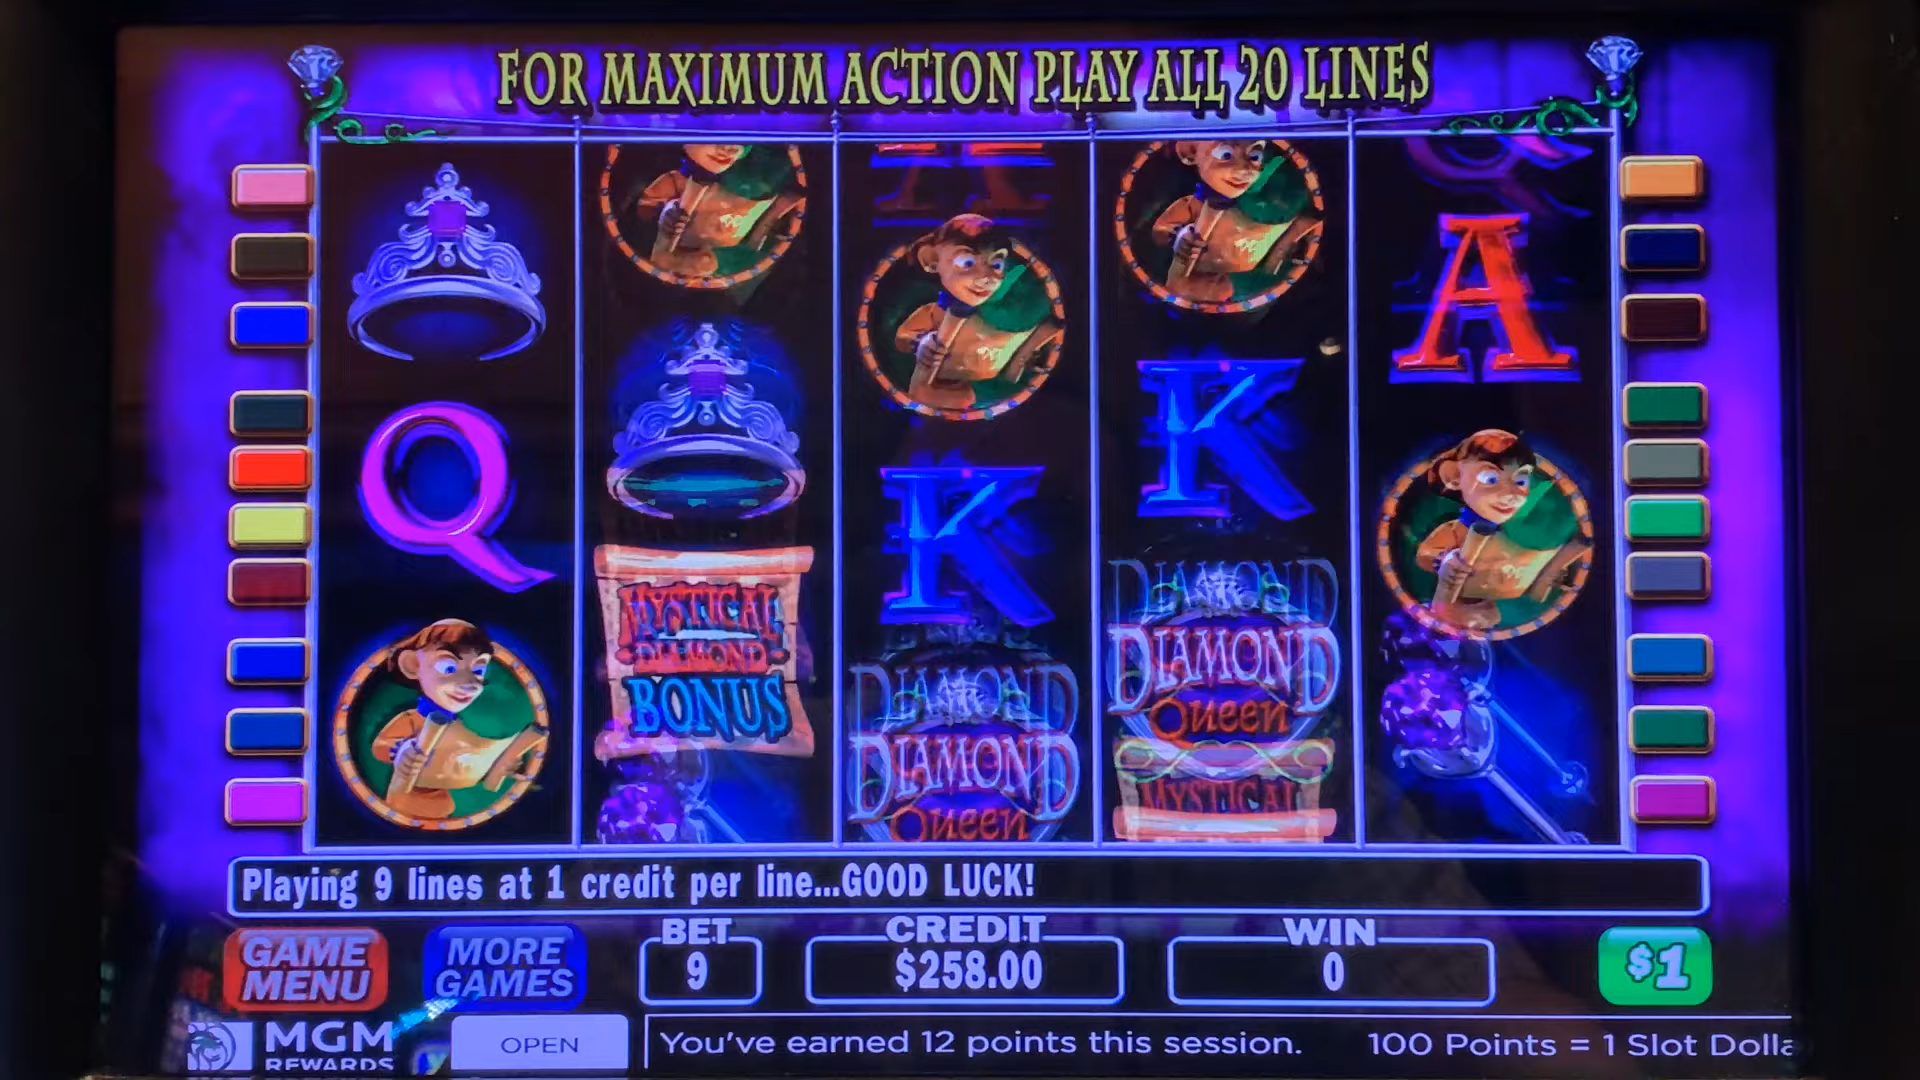 FOR MAXIMUM ACTION PLAY ALL 20 LINES
Q
A
A
Q
K
K
MYSTICAL
DIAMOND
BONUS
DIAMOND
DIAMOND
Queen
DIAMOND
DIAMOND
Queen
MYSTICAL
Playing 9 lines at 1 credit per line...GOOD LUCK!
GAME
MENU
MORE
GAMES
BET
9
CREDIT
$258.00
WIN
0
$1
MGM
REWARDS
OPEN
You've earned 12 points this session.
100 Points = 1 Slot Dolla